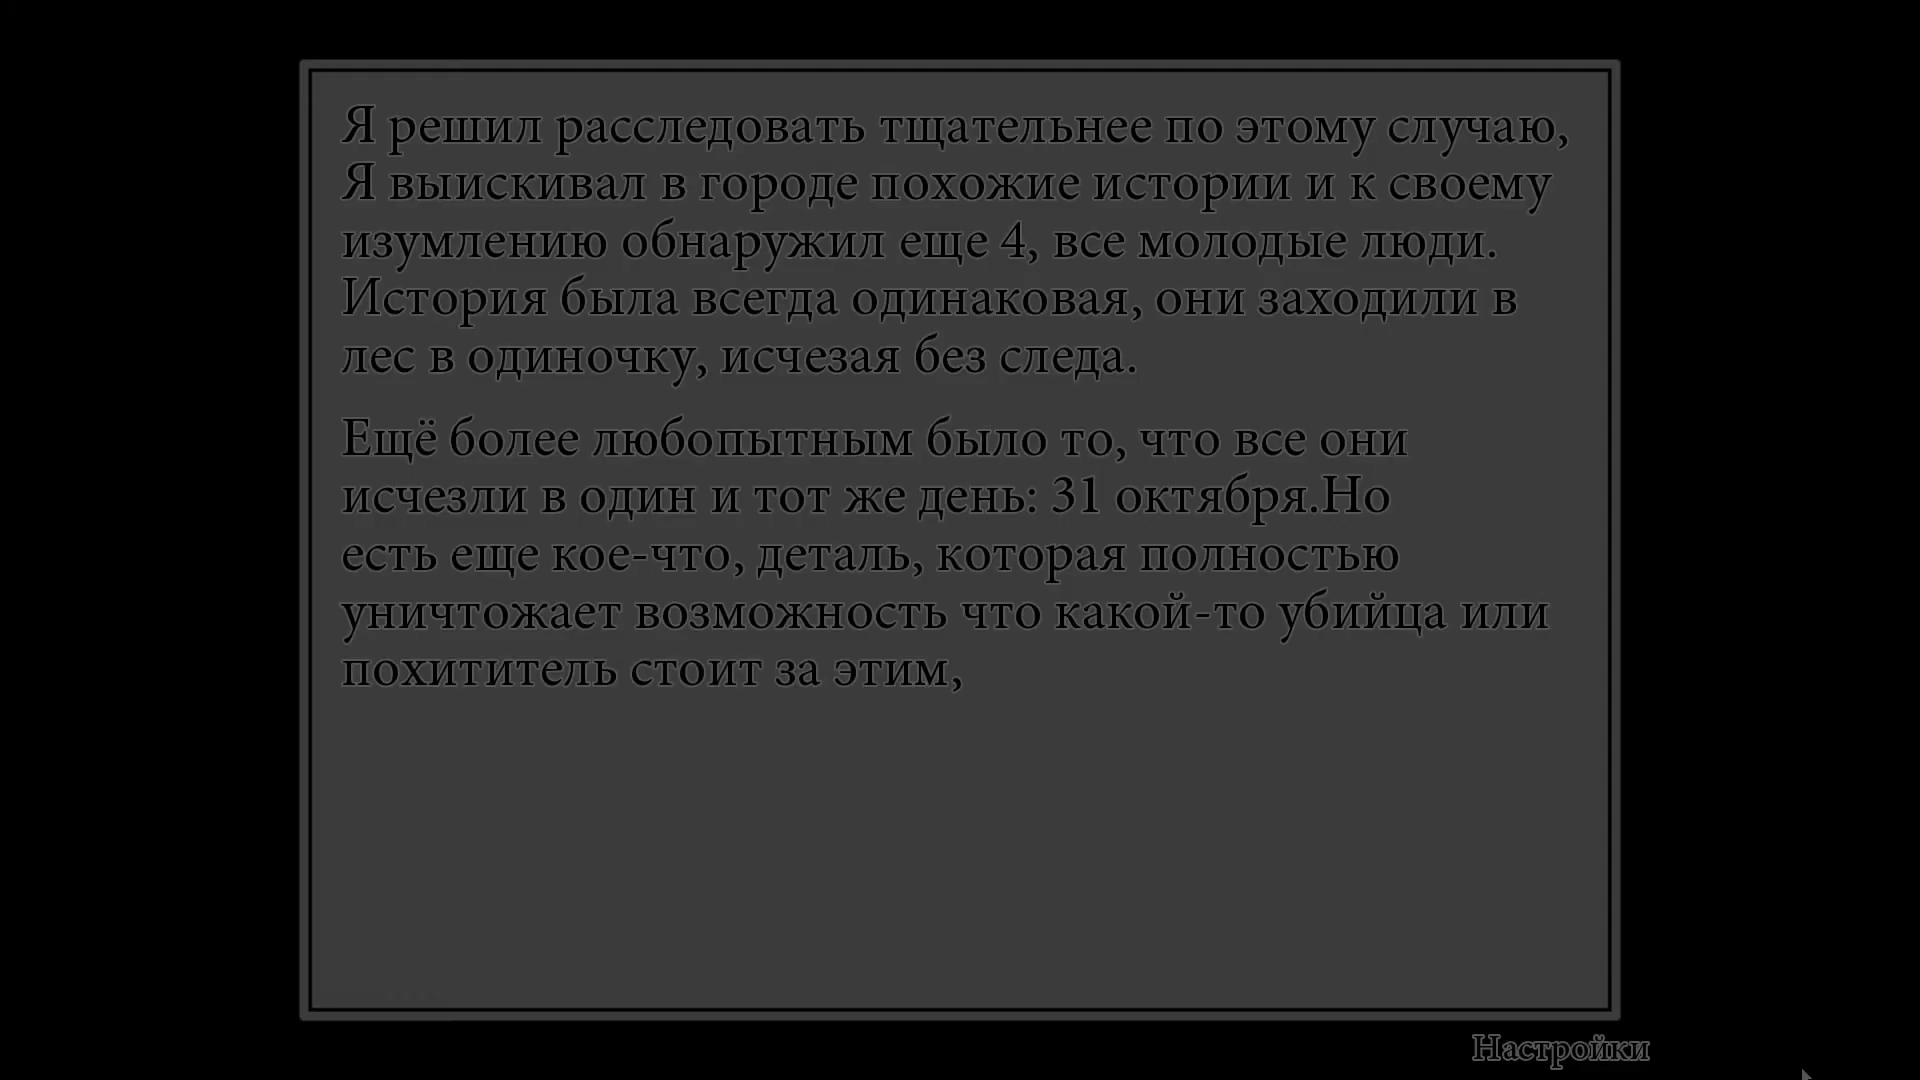 Я решил расследовать тщательнее по этому случаю,
Я выискивал в городе похожие истории и к своему
изумлению обнаружил еще 4, все молодые люди.
История была всегда одинаковая, они заходили в
лес в одиночку, исчезая без следа.
Ещё более любопытным было то, что все они
исчезли в один и тот же день: 31 октября.Но
есть еще кое-что, деталь, которая полностью
уничтожает возможность что какой-то убийца или
похититель стоит за этим,
Настройки